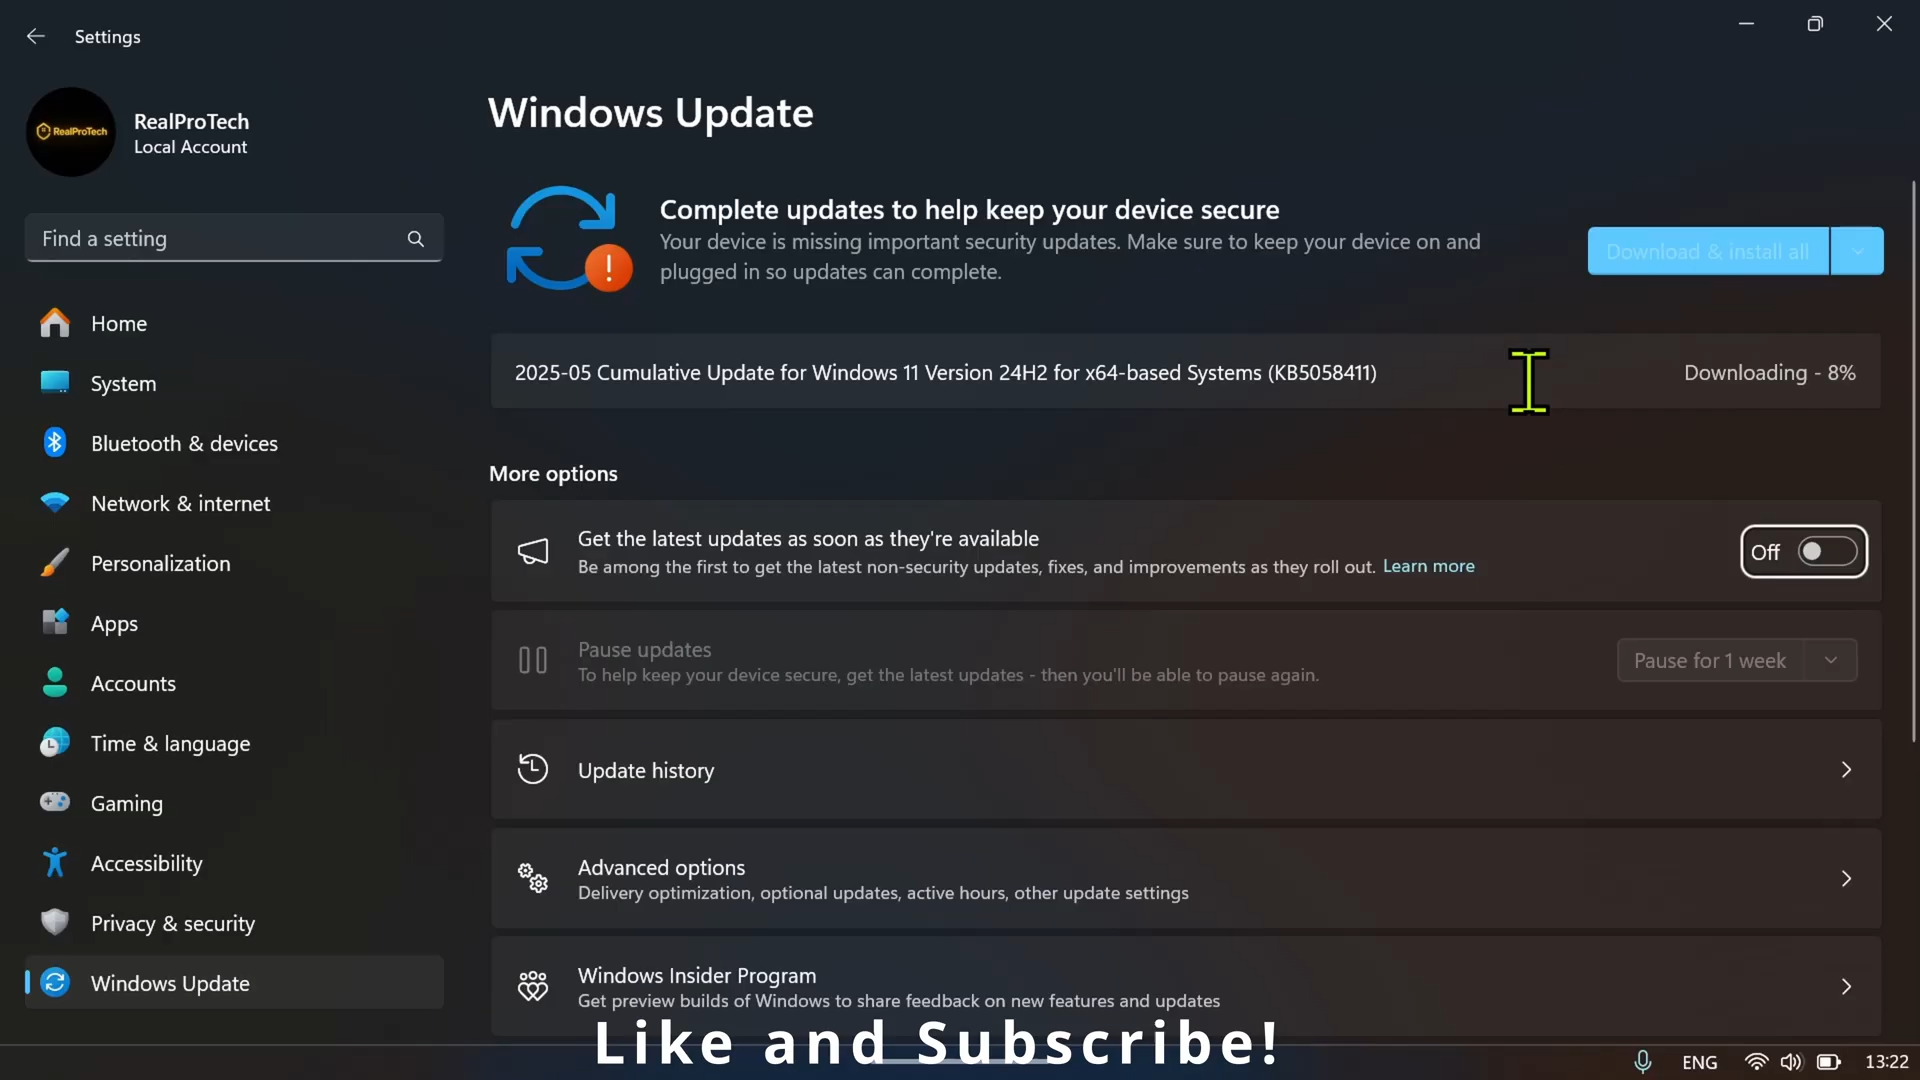 Settings
RealProTech
RealProTech
Local Account
Find a setting
Home
System
Bluetooth & devices
Network & internet
Personalization
Apps
Accounts
Time & language
Gaming
Accessibility
Privacy & security
Windows Update
Windows Update
Complete updates to help keep your device secure
Your device is missing important security updates. Make sure to keep your device on and
plugged in so updates can complete.
Download & install all
2025-05 Cumulative Update for Windows 11 Version 24H2 for x64-based Systems (KB5058411)
Downloading - 8%
More options
Get the latest updates as soon as they're available
Be among the first to get the latest non-security updates, fixes, and improvements as they roll out. Learn more
Off
Pause updates
To help keep your device secure, get the latest updates - then you'll be able to pause again.
Pause for 1 week
Update history
Advanced options
Delivery optimization, optional updates, active hours, other update settings
Windows Insider Program
Get preview builds of Windows to share feedback on new features and updates
Like and Subscribe!
ENG
13:22